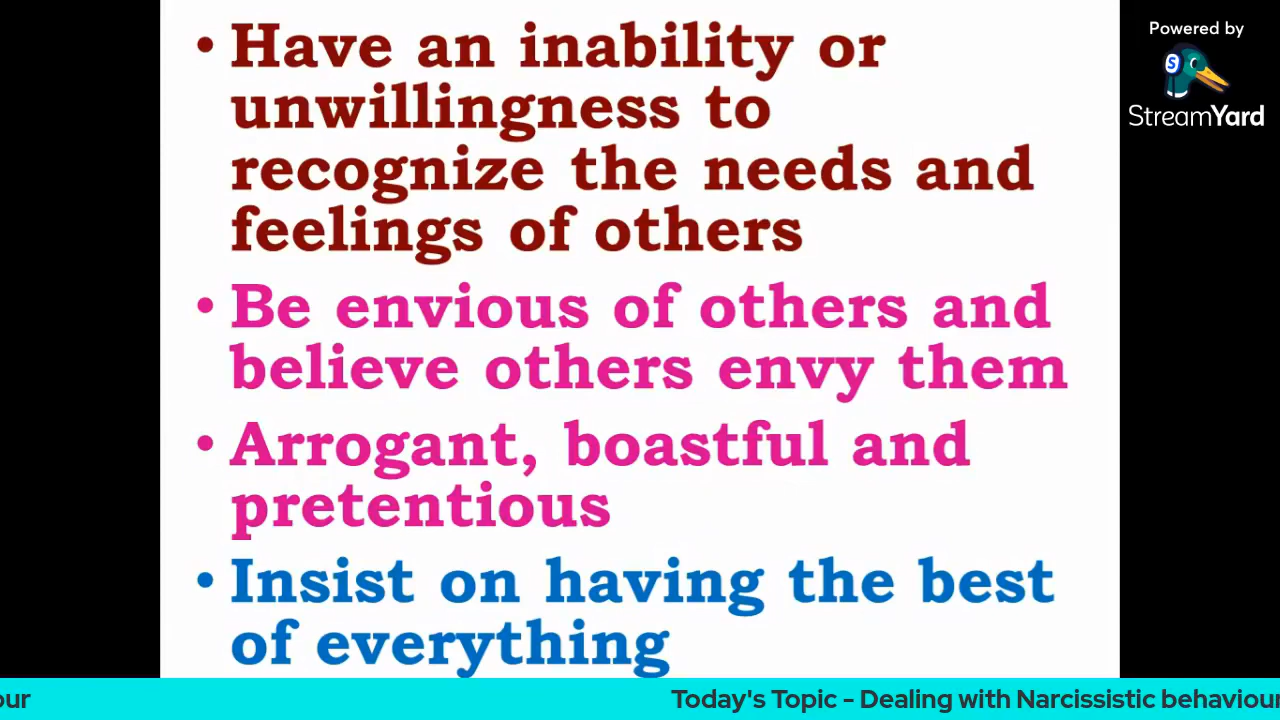 • Have an inability or
unwillingness to
recognize the needs and
feelings of others
• Be envious of others and
believe others envy them
• Arrogant, boastful and
pretentious
• Insist on having the best
of everything
Powered by
S
StreamYard
our Today's Topic - Dealing with Narcissistic behaviour